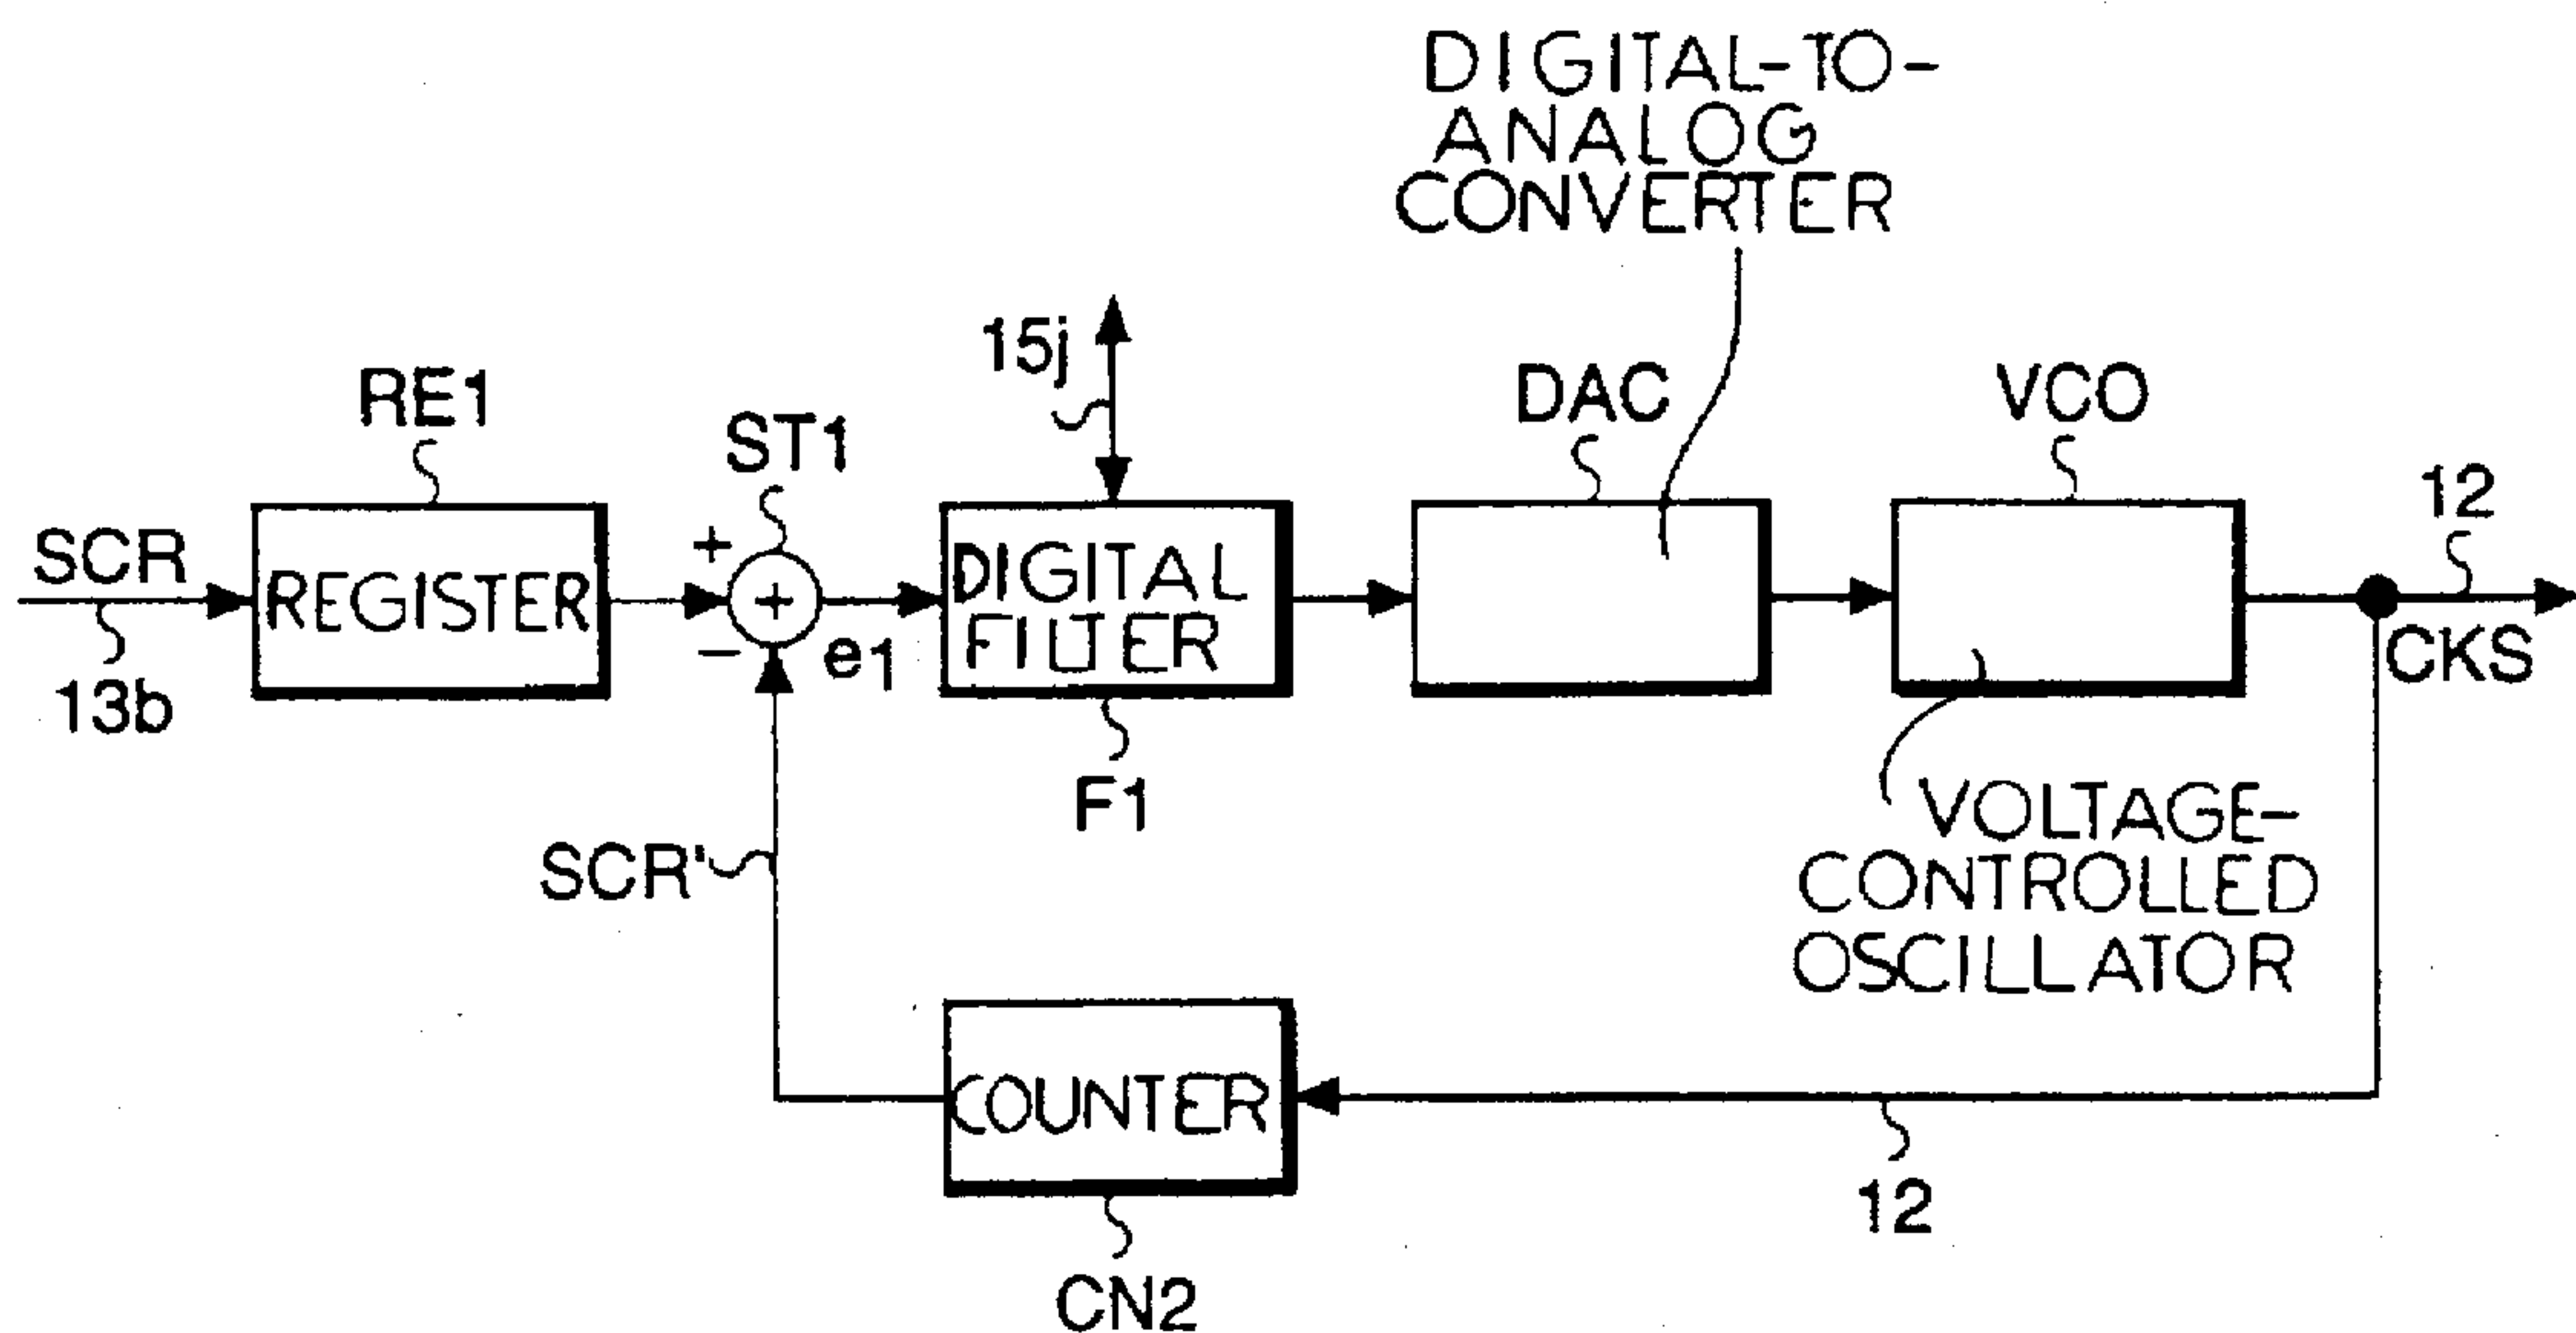 DIGITAL-TO-
ANALOG
CONVERTER
15j
RE1
ST1
DAC
VCO
12
SCR
+
REGISTER
+
DIGITAL
FILTER
-
e1
CKS
13b
F1
SCR'
VOLTAGE-
CONTROLLED
OSCILLATOR
COUNTER
12
CN2